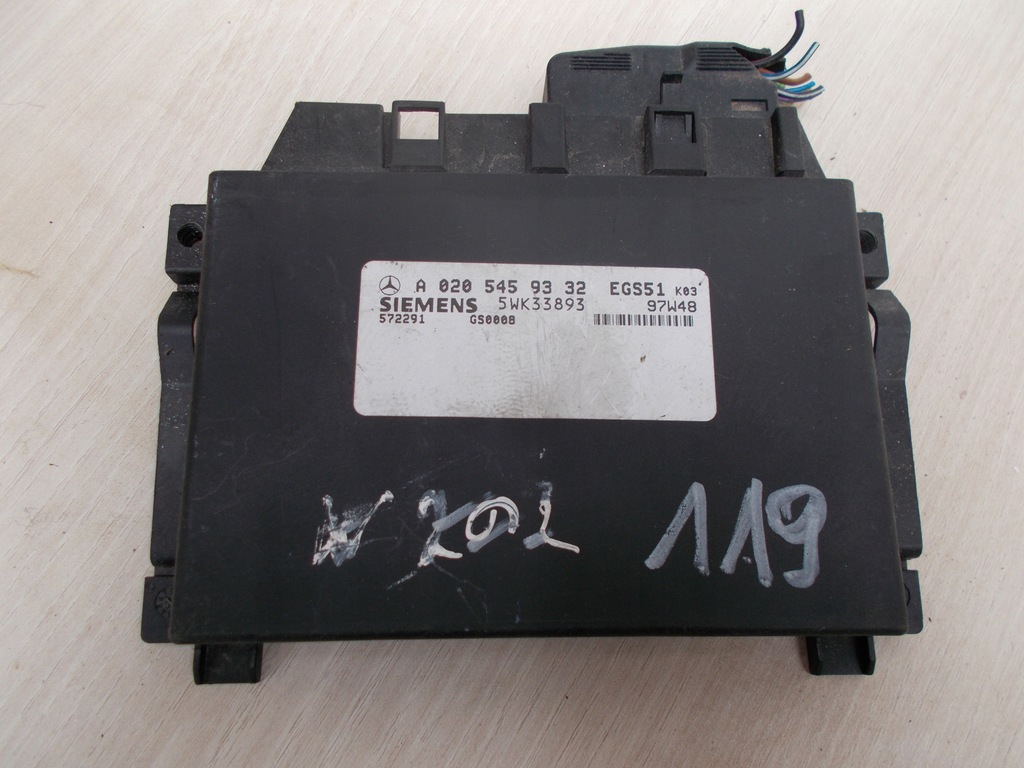 A 020 545 93 32 EGS51 K03
SIEMENS 5WK33893 97W48
572291 GS0008
W 202 119